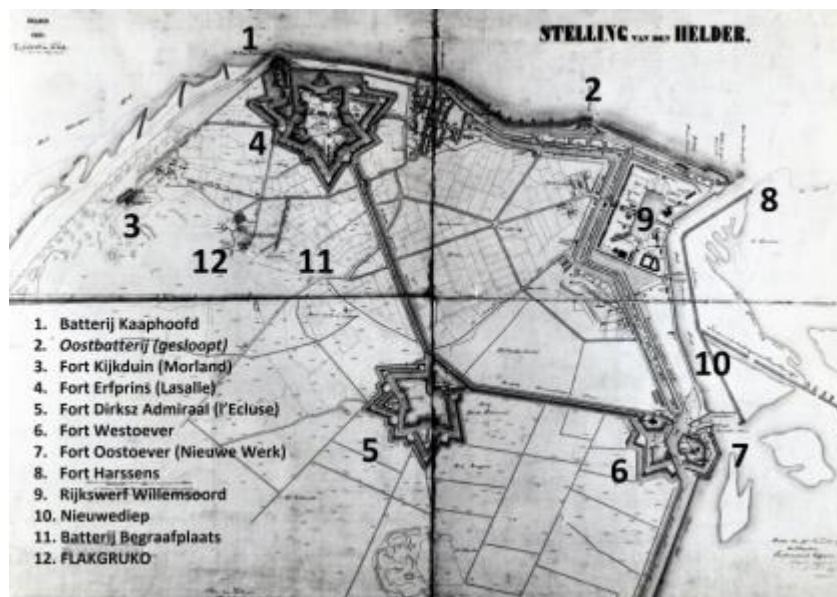 STELLING VAN DEN HELDER.
1
2
3
4
5
6
7
8
9
10
11
12
1. Batterij Kaaphoofd
2. Oostbatterij (gesloopt)
3. Fort Kijkduin (Morland)
4. Fort Erfprins (Lasalle)
5. Fort Dirksz Admiraal (l'Ecluse)
6. Fort Westoever
7. Fort Oostoever (Nieuwe Werk)
8. Fort Harssens
9. Rijkswerf Willemsoord
10. Nieuwediep
11. Batterij Begraafplaats
12. FLAKGRUKO